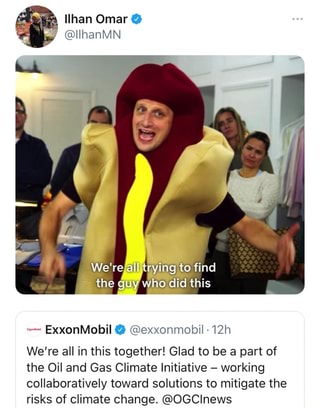 Ilhan Omar
@IlhanMN
We're all trying to find
the guy who did this
ExxonMobil @exxonmobil · 12h
We're all in this together! Glad to be a part of
the Oil and Gas Climate Initiative – working
collaboratively toward solutions to mitigate the
risks of climate change. @OGCInews